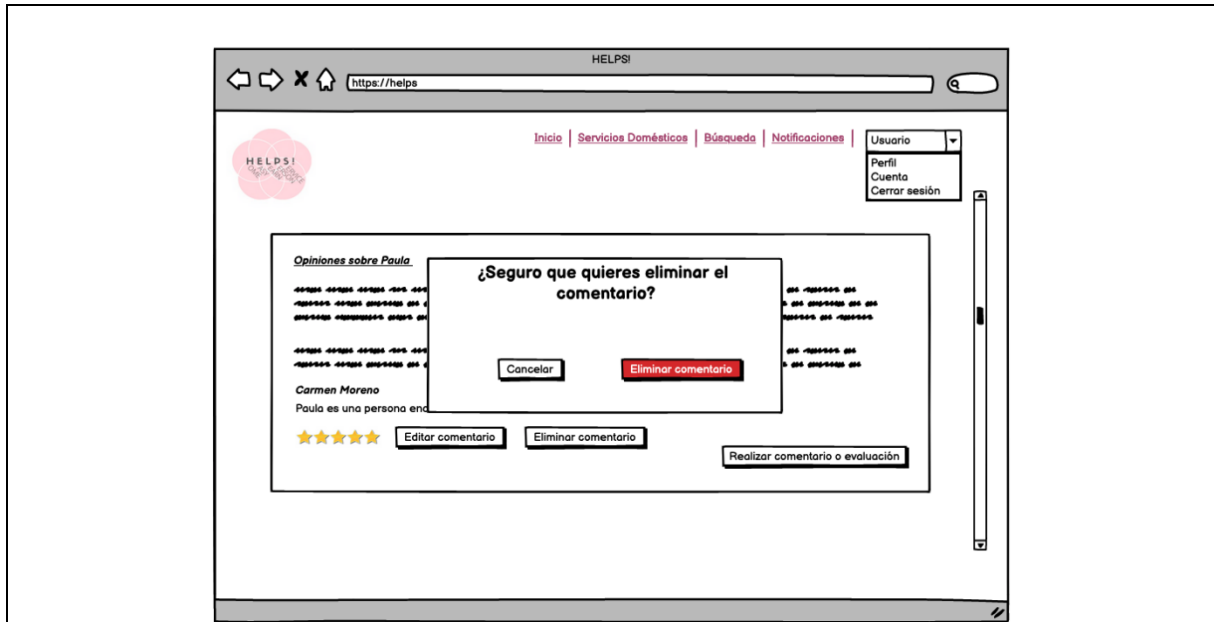 HELPS!
https://helps
Inicio Servicios Domésticos Búsqueda Notificaciones Usuario
Perfil
Cuenta
Cerrar sesión
HELPS!
Opiniones sobre Paula
¿Seguro que quieres eliminar el
comentario?
Cancelar Eliminar comentario
Carmen Moreno
Paula es una persona enc
Editar comentario Eliminar comentario
Realizar comentario o evaluación